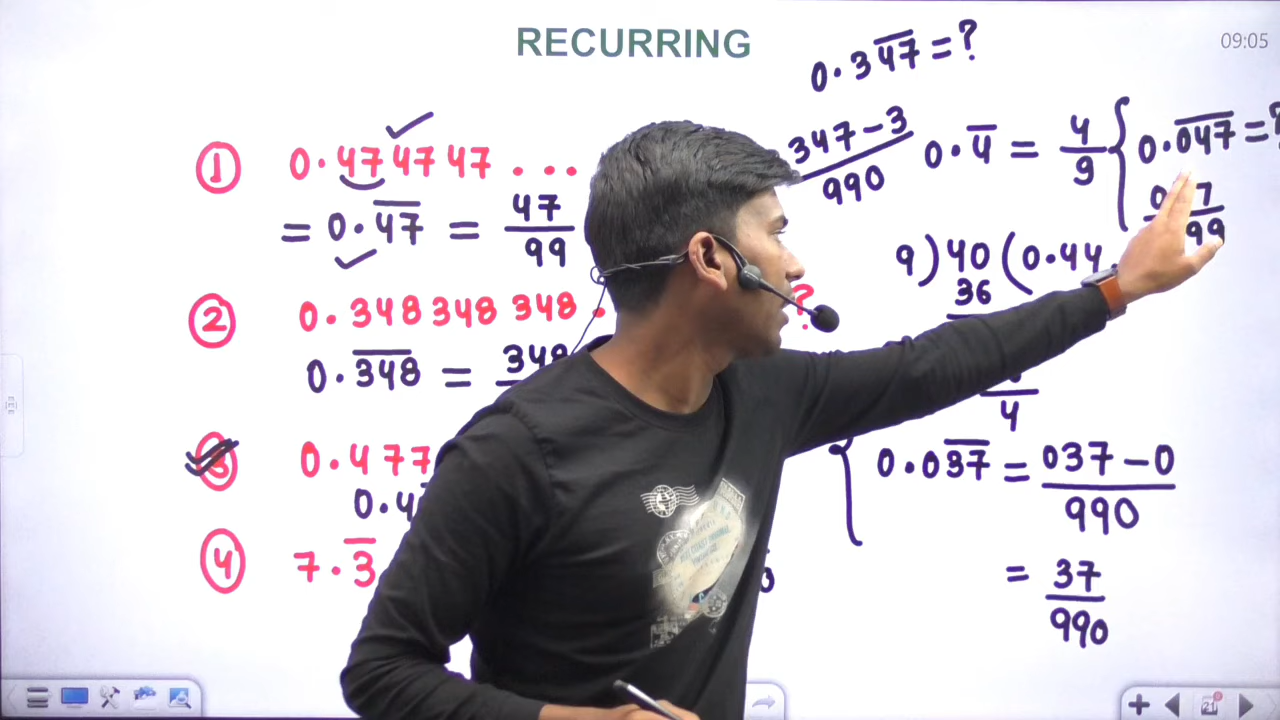 RECURRING
09:05
0.3 47̅ = ?
① 0.47 47 47 ...
= 0.4̅7̅ = 47/99
347-3/990
0.4̅ = 4/9
0.0̅4̅7̅ = ?
9)40(0.44
36
4
② 0.348 348 348 . ?
0.3̅4̅8̅ = 348
③ 0.477
0.4
0.03̅7̅ = 037-0/990
= 37/990
④ 7.3̅
21